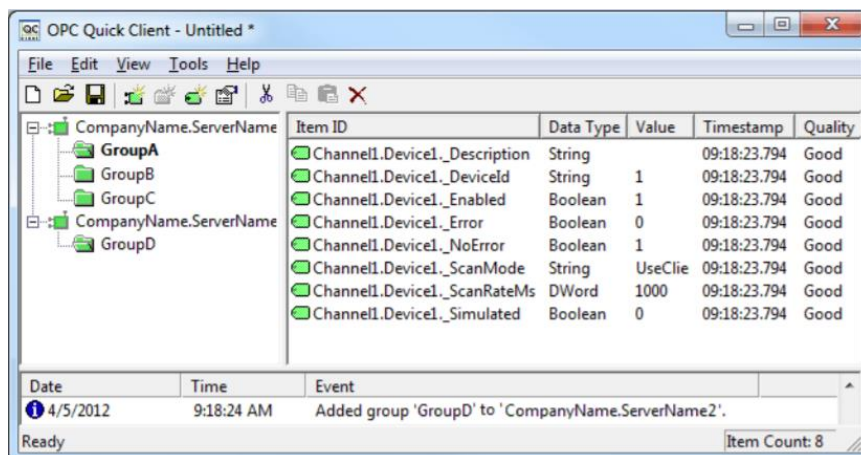 OPC Quick Client - Untitled *
File Edit View Tools Help
CompanyName.ServerName
GroupA
GroupB
GroupC
CompanyName.ServerName
GroupD
Item ID Data Type Value Timestamp Quality
Channel1.Device1._Description String 09:18:23.794 Good
Channel1.Device1._DeviceId String 1 09:18:23.794 Good
Channel1.Device1._Enabled Boolean 1 09:18:23.794 Good
Channel1.Device1._Error Boolean 0 09:18:23.794 Good
Channel1.Device1._NoError Boolean 1 09:18:23.794 Good
Channel1.Device1._ScanMode String UseClie 09:18:23.794 Good
Channel1.Device1._ScanRateMs DWord 1000 09:18:23.794 Good
Channel1.Device1._Simulated Boolean 0 09:18:23.794 Good
Date Time Event
4/5/2012 9:18:24 AM Added group 'GroupD' to 'CompanyName.ServerName2'.
Ready Item Count: 8